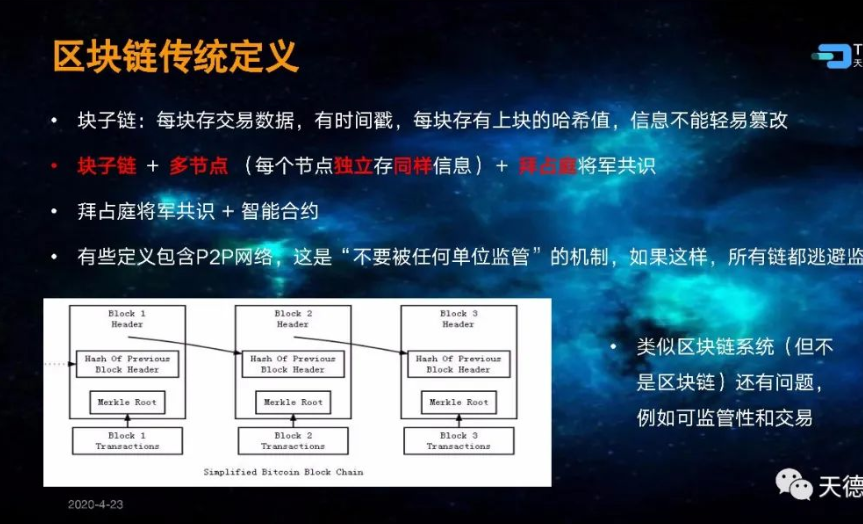 区块链传统定义
T
天
• 块子链：每块存交易数据，有时间戳，每块存有上块的哈希值，信息不能轻易篡改
• 块子链 + 多节点 （每个节点独立存同样信息）+ 拜占庭将军共识
• 拜占庭将军共识 + 智能合约
• 有些定义包含P2P网络，这是“不要被任何单位监管”的机制，如果这样，所有链都逃避监
Block 1
Header
Block 2
Header
Block 3
Header
Hash Of Previous
Block Header
Hash Of Previous
Block Header
Hash Of Previous
Block Header
Merkle Root
Merkle Root
Merkle Root
Block 1
Transactions
Block 2
Transactions
Block 3
Transactions
Simplified Bitcoin Block Chain
• 类似区块链系统（但不
是区块链）还有问题，
例如可监管性和交易
天德
2020-4-23